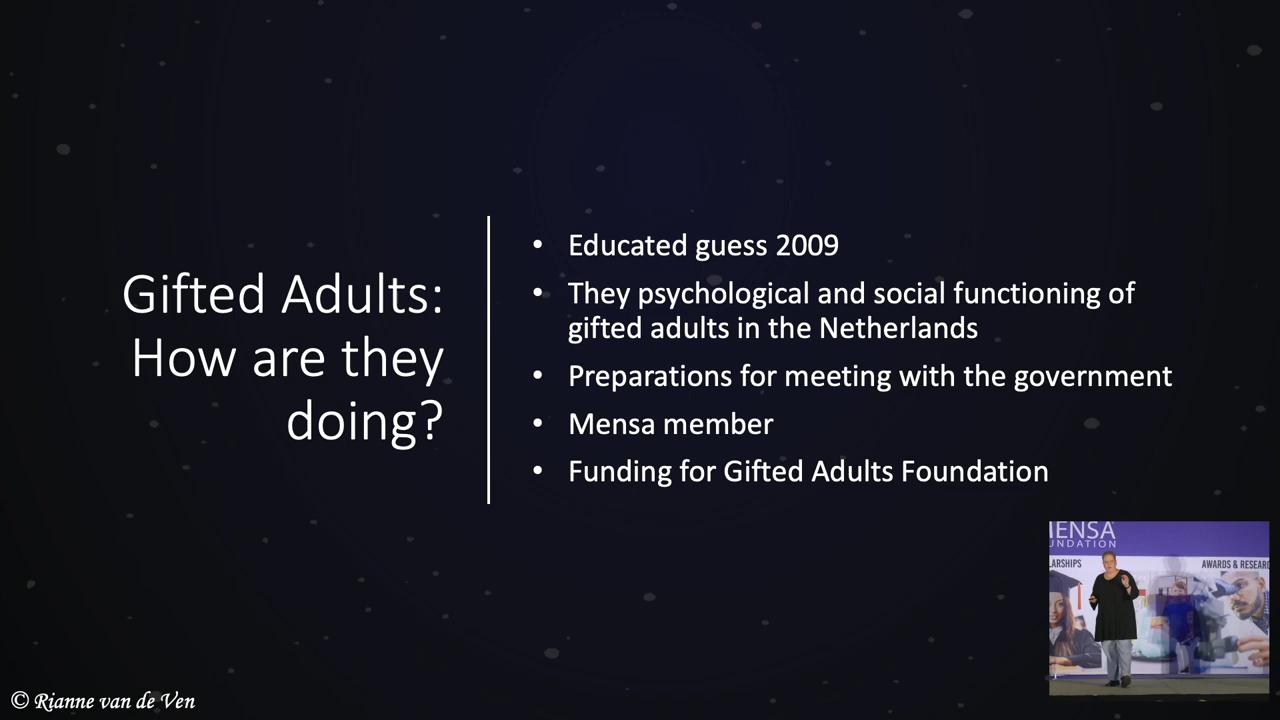 Gifted Adults:
How are they
doing?
• Educated guess 2009
• They psychological and social functioning of
gifted adults in the Netherlands
• Preparations for meeting with the government
• Mensa member
• Funding for Gifted Adults Foundation
IENSA
UNDATION
LARSHIPS
AWARDS & RESEARC
© Rianne van de Ven